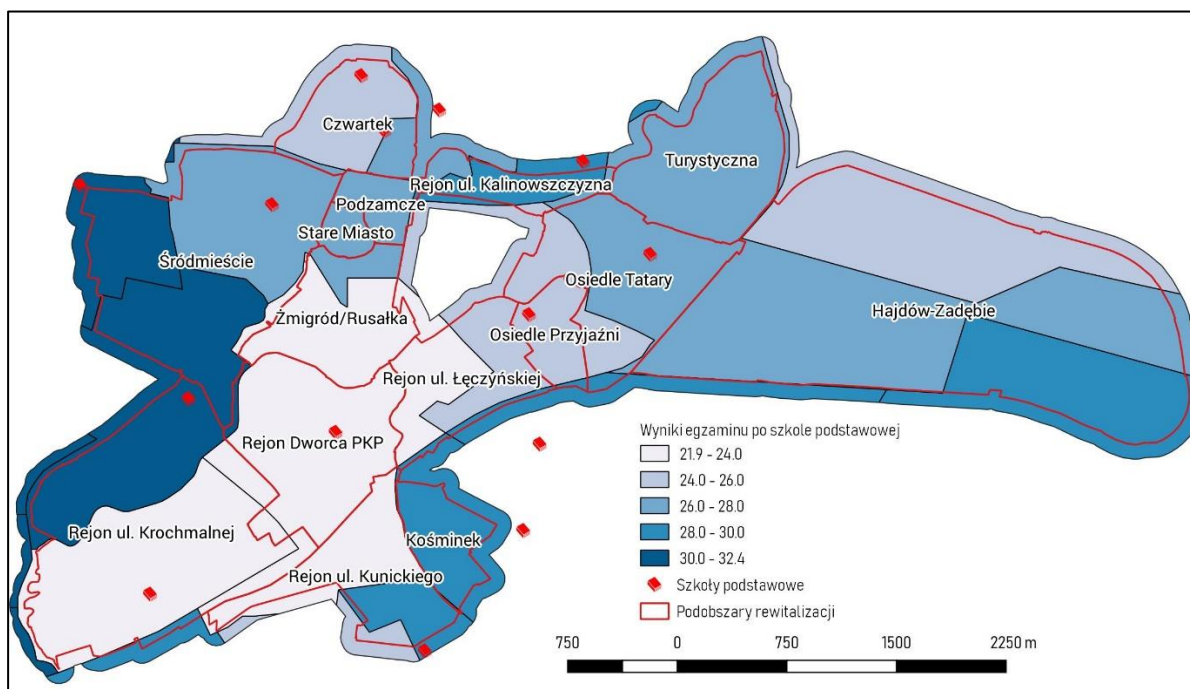 Czwartek
Turystyczna
Rejon ul. Kalinowszczyzna
Podzamcze
Stare Miasto
Śródmieście
Osiedle Tatary
Hajdów-Zadębie
Żmigród/Rusałka
Osiedle Przyjaźni
Rejon ul. Łęczyńskiej
Rejon Dworca PKP
Rejon ul. Krochmalnej
Kośminek
Rejon ul. Kunickiego
Wyniki egzaminu po szkole podstawowej
21.9 - 24.0
24.0 - 26.0
26.0 - 28.0
28.0 - 30.0
30.0 - 32.4
Szkoły podstawowe
Podobszary rewitalizacji
750 0 750 1500 2250 m